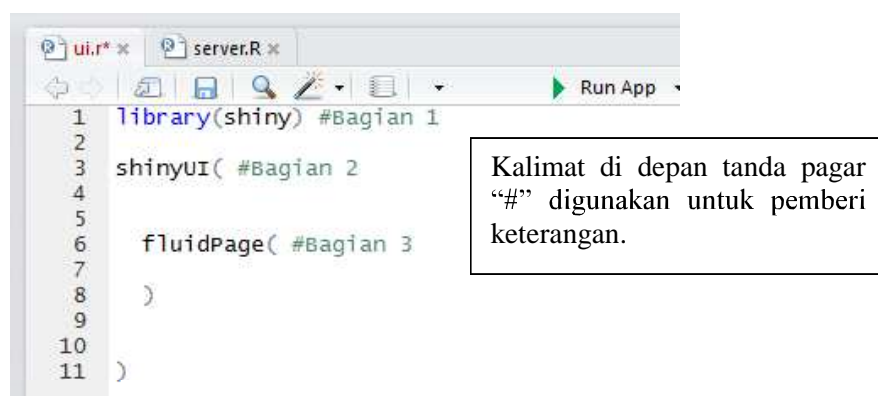 ui.r* × server.R ×
Run App
1 library(shiny) #Bagian 1
2
3 shinyUI( #Bagian 2
4
5
6 fluidPage( #Bagian 3
7
8 )
9
10
11 )
Kalimat di depan tanda pagar
“#” digunakan untuk pemberi
keterangan.